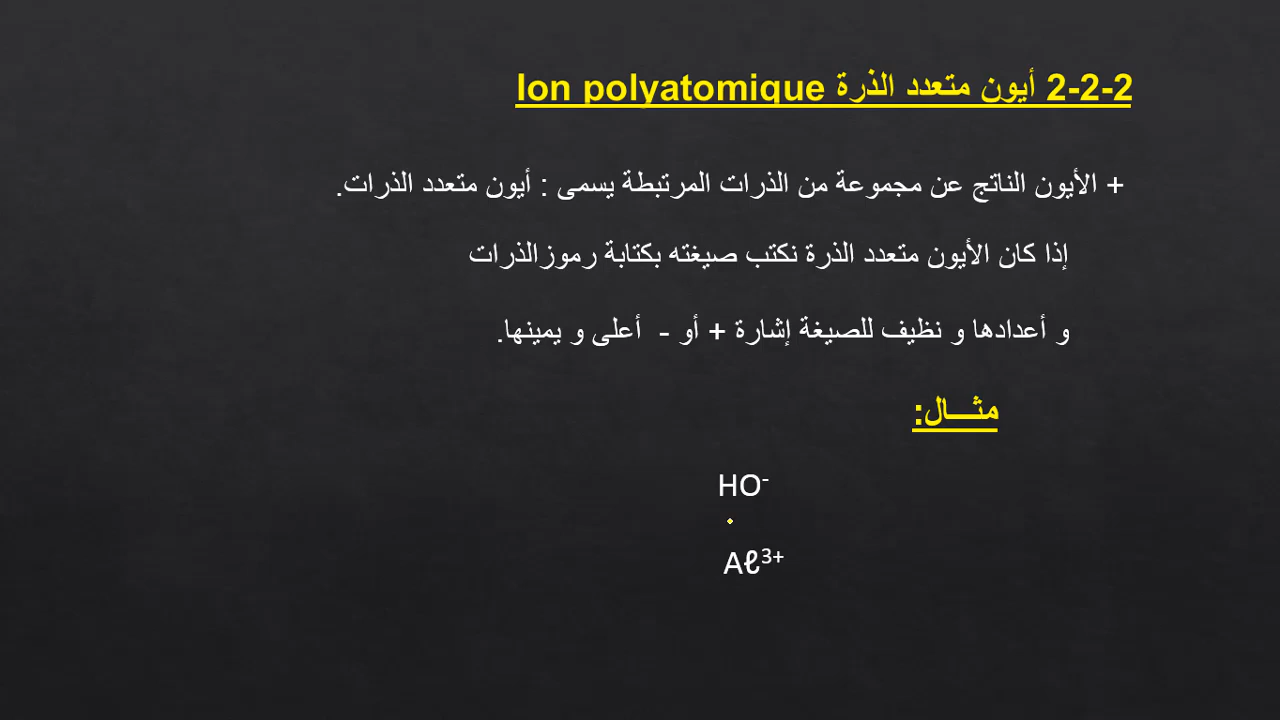 2-2-2 أيون متعدد الذرة Ion polyatomique
+ الأيون الناتج عن مجموعة من الذرات المرتبطة يسمى : أيون متعدد الذرات.
إذا كان الأيون متعدد الذرة نكتب صيغته بكتابة رموزالذرات
و أعدادها و نظيف للصيغة إشارة + أو - أعلى و يمينها.
مثـــال:
HO⁻
Aℓ³⁺